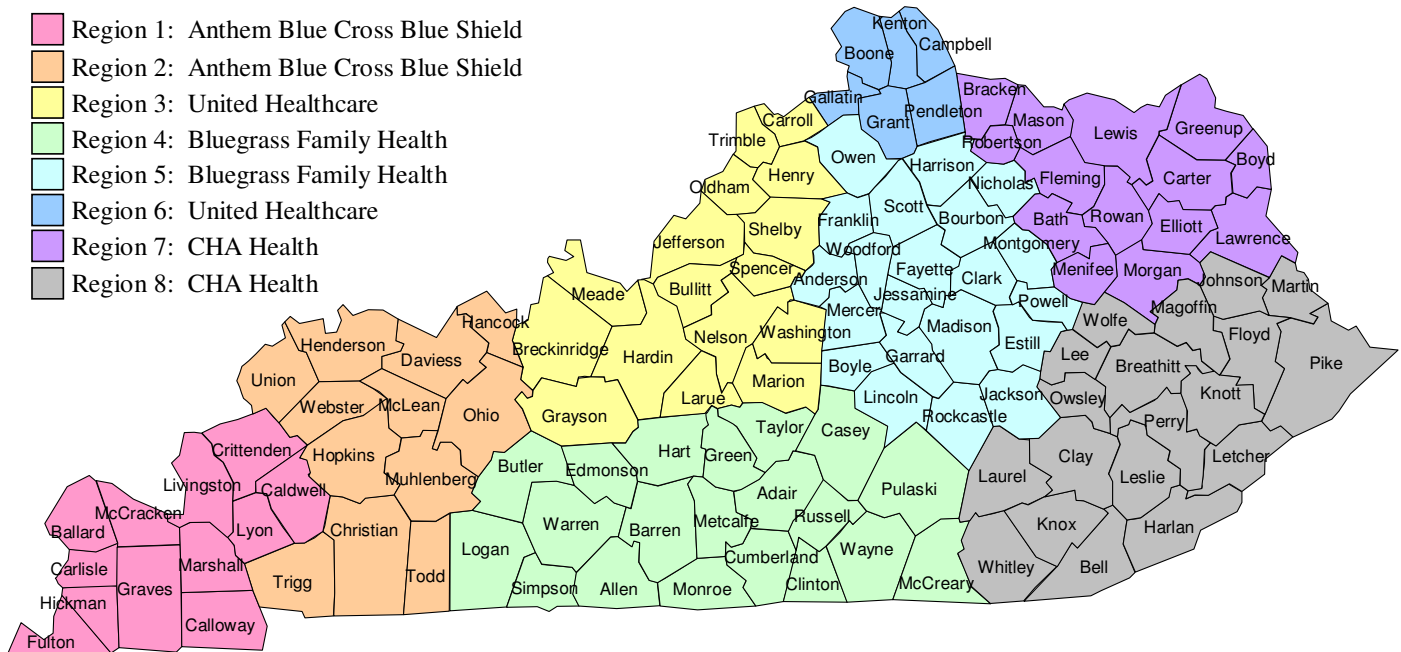 Region 1: Anthem Blue Cross Blue Shield
Region 2: Anthem Blue Cross Blue Shield
Region 3: United Healthcare
Region 4: Bluegrass Family Health
Region 5: Bluegrass Family Health
Region 6: United Healthcare
Region 7: CHA Health
Region 8: CHA Health
Kenton
Boone
Campbell
Gallatin
Grant
Pendleton
Bracken
Mason
Lewis
Greenup
Robertson
Boyd
Carroll
Trimble
Owen
Harrison
Henry
Nicholas
Fleming
Carter
Oldham
Scott
Bourbon
Bath
Rowan
Elliott
Franklin
Shelby
Jefferson
Woodford
Montgomery
Lawrence
Spencer
Anderson
Fayette
Clark
Menifee
Morgan
Bullitt
Meade
Jessamine
Powell
Johnson
Martin
Magoffin
Mercer
Wolfe
Hancock
Nelson
Washington
Madison
Estill
Floyd
Henderson
Daviess
Breckinridge
Hardin
Boyle
Garrard
Lee
Breathitt
Pike
Union
Marion
Webster
McLean
Ohio
Larue
Lincoln
Jackson
Owsley
Knott
Grayson
Rockcastle
Perry
Taylor
Casey
Crittenden
Hopkins
Hart
Green
Clay
Letcher
Butler
Edmonson
Muhlenberg
Laurel
Leslie
Livingston
Caldwell
Adair
Pulaski
McCracken
Ballard
Lyon
Christian
Warren
Barren
Metcalfe
Russell
Knox
Harlan
Logan
Wayne
Cumberland
Carlisle
Marshall
Whitley
Bell
Graves
Trigg
Todd
Simpson
Allen
Monroe
Clinton
McCreary
Hickman
Calloway
Fulton